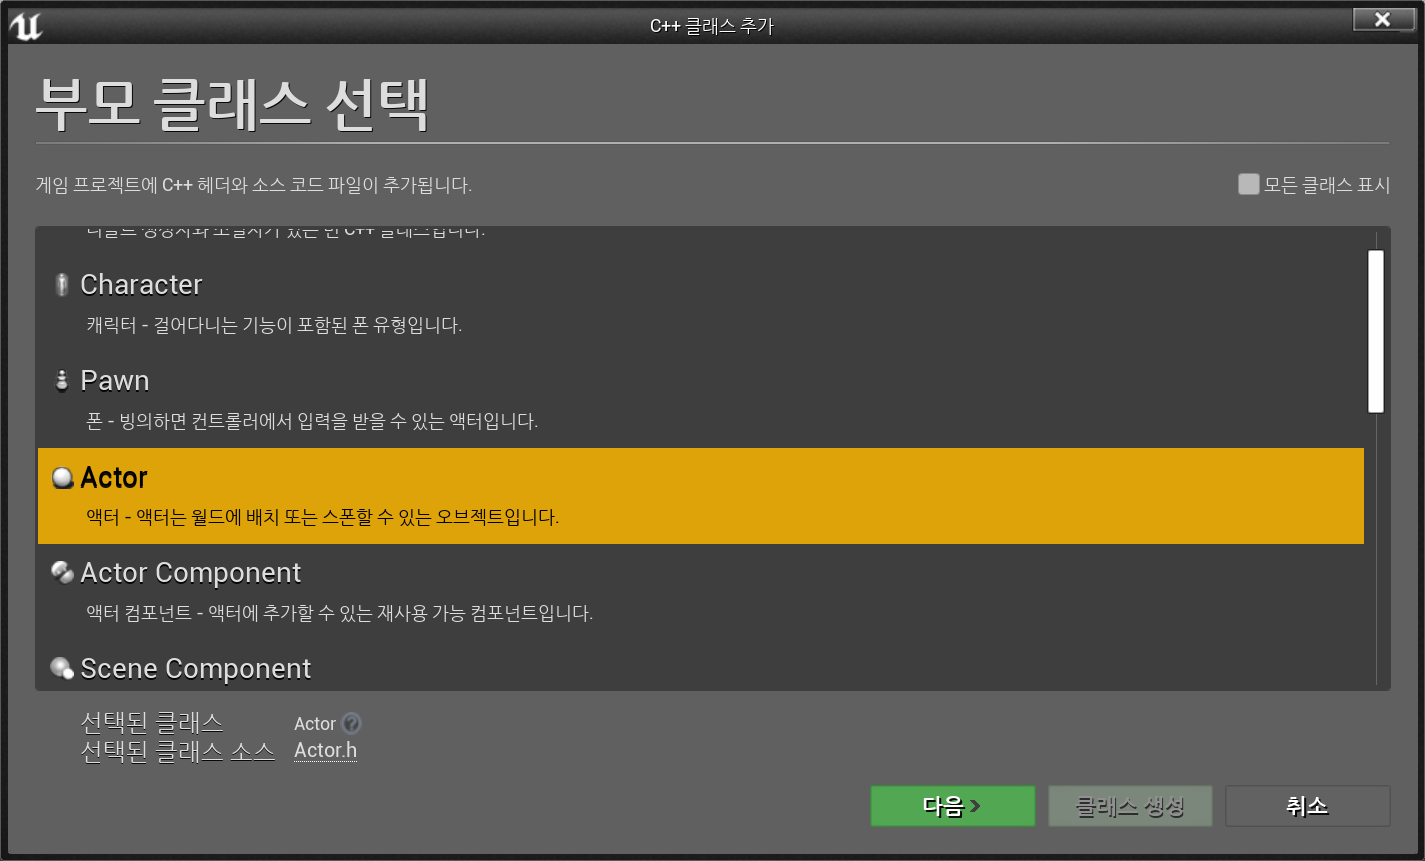 C++ 클래스 추가
부모 클래스 선택
게임 프로젝트에 C++ 헤더와 소스 코드 파일이 추가됩니다.
모든 클래스 표시
Character
캐릭터 - 걸어다니는 기능이 포함된 폰 유형입니다.
Pawn
폰 - 빙의하면 컨트롤러에서 입력을 받을 수 있는 액터입니다.
Actor
액터 - 액터는 월드에 배치 또는 스폰할 수 있는 오브젝트입니다.
Actor Component
액터 컴포넌트 - 액터에 추가할 수 있는 재사용 가능 컴포넌트입니다.
Scene Component
선택된 클래스 Actor ?
선택된 클래스 소스 Actor.h
다음 >
클래스 생성
취소